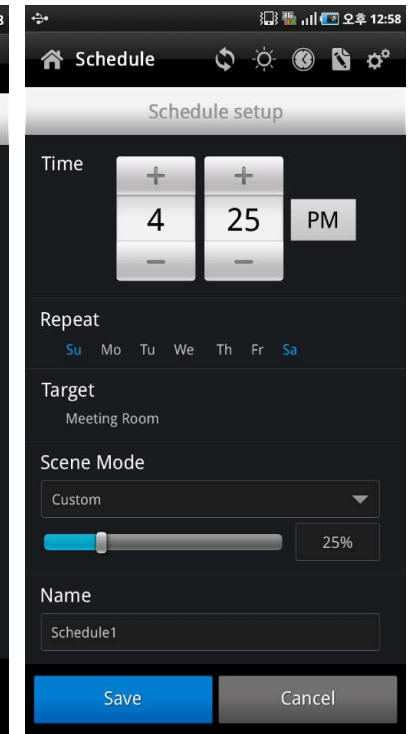 3G 오후 12:58
Schedule
Schedule setup
Time
+ +
4 25 PM
− −
Repeat
Su Mo Tu We Th Fr Sa
Target
Meeting Room
Scene Mode
Custom
25%
Name
Schedule1
Save Cancel